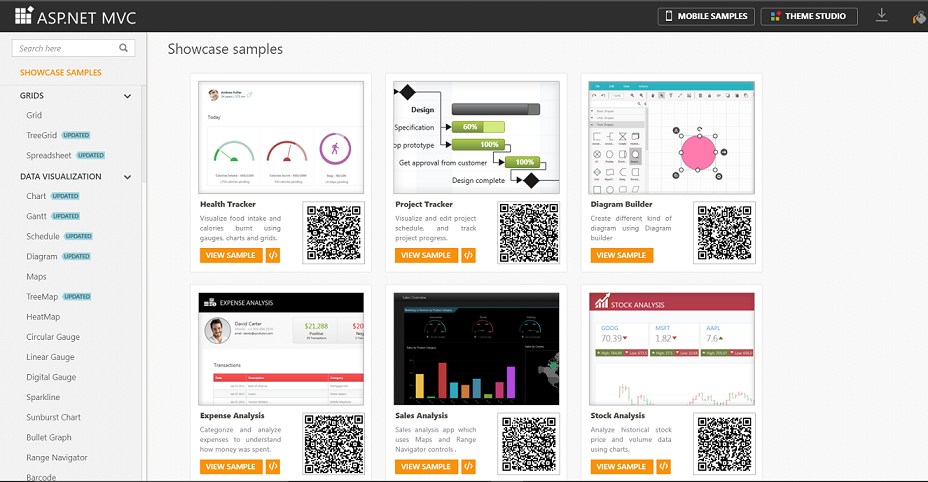 ASP.NET MVC
MOBILE SAMPLES
THEME STUDIO
Search here
SHOWCASE SAMPLES
GRIDS
Grid
TreeGrid UPDATED
Spreadsheet UPDATED
DATA VISUALIZATION
Chart UPDATED
Gantt UPDATED
Schedule UPDATED
Diagram UPDATED
Maps
TreeMap UPDATED
HeatMap
Circular Gauge
Linear Gauge
Digital Gauge
Sparkline
Sunburst Chart
Bullet Graph
Range Navigator
Barcode
Showcase samples
Today
Health Tracker
Visualize food intake and
calories burnt using
gauges, charts and grids.
VIEW SAMPLE
Design
Specification
60%
op prototype
100%
Get approval from customer
100%
Design complete
Project Tracker
Visualize and edit project
schedule, and track
project progress.
VIEW SAMPLE
Diagram Builder
Create different kind of
diagram using Diagram
builder
VIEW SAMPLE
EXPENSE ANALYSIS
David Carter
$21,288
$20
Positive
Transactions
Expense Analysis
Categorize and analyze
expenses to understand
how money was spent.
VIEW SAMPLE
Sales Overview
Sales Analysis
Sales analysis app which
uses Maps and Range
Navigator controls .
VIEW SAMPLE
STOCK ANALYSIS
GOOG
70.39
MSFT
1.82
AAPL
7.6
Stock Analysis
Analyze historical stock
price and volume data
using charts.
VIEW SAMPLE